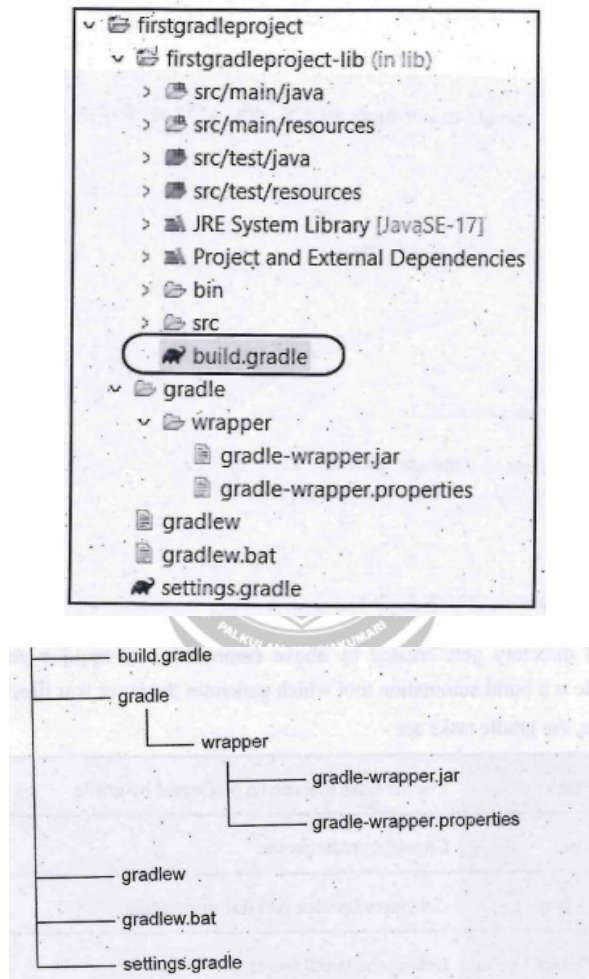 firstgradleproject
firstgradleproject-lib (in lib)
src/main/java
src/main/resources
src/test/java
src/test/resources
JRE System Library [JavaSE-17]
Project and External Dependencies
bin
src
build.gradle
gradle
wrapper
gradle-wrapper.jar
gradle-wrapper.properties
gradlew
gradlew.bat
settings.gradle
build.gradle
gradle
wrapper
gradle-wrapper.jar
gradle-wrapper.properties
gradlew
gradlew.bat
settings.gradle